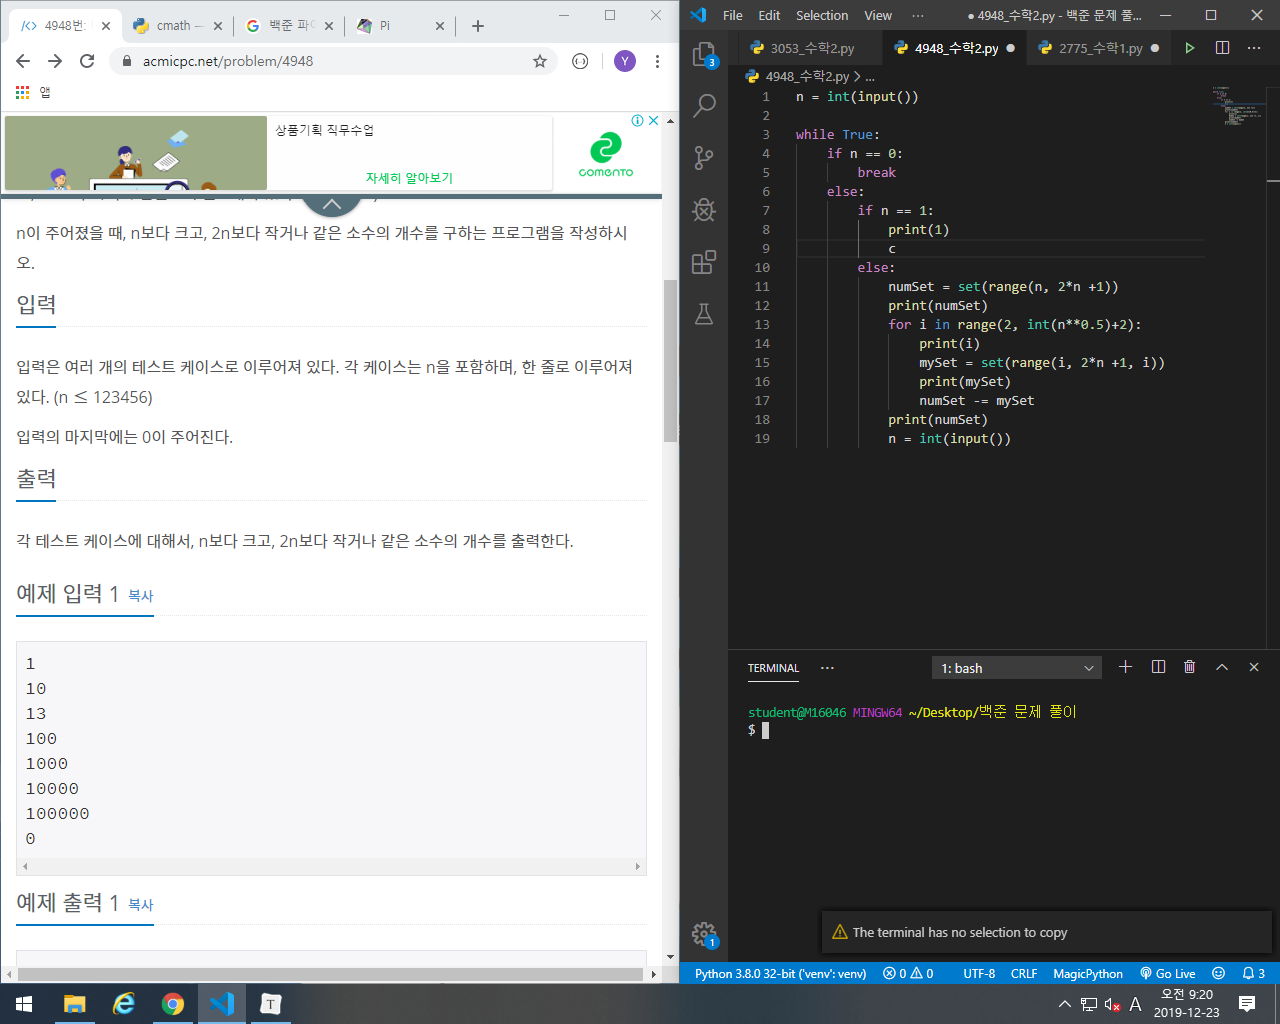 4948번:
cmath —
백준 파이
Pi
acmicpc.net/problem/4948
Y
앱
상품기획 직무수업
자세히 알아보기
comento
n이 주어졌을 때, n보다 크고, 2n보다 작거나 같은 소수의 개수를 구하는 프로그램을 작성하시
오.
입력
입력은 여러 개의 테스트 케이스로 이루어져 있다. 각 케이스는 n을 포함하며, 한 줄로 이루어져
있다. (n ≤ 123456)
입력의 마지막에는 0이 주어진다.
출력
각 테스트 케이스에 대해서, n보다 크고, 2n보다 작거나 같은 소수의 개수를 출력한다.
예제 입력 1 복사
1
10
13
100
1000
10000
100000
0
예제 출력 1 복사
File Edit Selection View ··· ● 4948_수학2.py - 백준 문제 풀...
3053_수학2.py 4948_수학2.py ● 2775_수학1.py ●
4948_수학2.py > ...
1 n = int(input())
2
3 while True:
4 if n == 0:
5 break
6 else:
7 if n == 1:
8 print(1)
9 c
10 else:
11 numSet = set(range(n, 2*n +1))
12 print(numSet)
13 for i in range(2, int(n**0.5)+2):
14 print(i)
15 mySet = set(range(i, 2*n +1, i))
16 print(mySet)
17 numSet -= mySet
18 print(numSet)
19 n = int(input())
3
TERMINAL ··· 1: bash
student@M16046 MINGW64 ~/Desktop/백준 문제 풀이
$
The terminal has no selection to copy
1
Python 3.8.0 32-bit ('venv': venv) 0 0 UTF-8 CRLF MagicPython Go Live 3
T
A
오전 9:20
2019-12-23